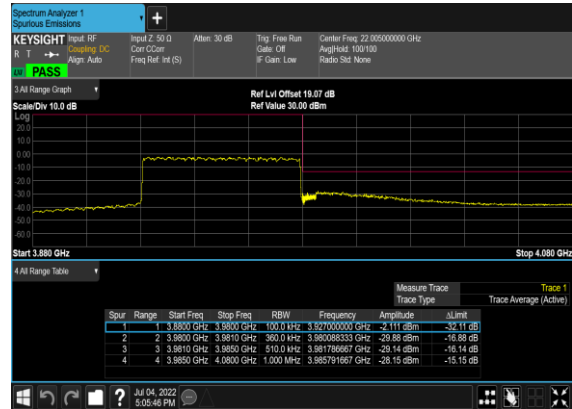 Spectrum Analyzer 1
Spurious Emissions
+
KEYSIGHT Input: RF Input Z: 50 Ω Atten: 30 dB Trig: Free Run Center Freq: 22.005000000 GHz
R T Coupling: DC Corr CCorr Gate: Off Avg|Hold: 100/100
Align: Auto Freq Ref: Int (S) IF Gain: Low Radio Std: None
LW PASS
3 All Range Graph
Ref Lvl Offset 19.07 dB
Scale/Div 10.0 dB Ref Value 30.00 dBm
Log
20.0
10.0
0.00
-10.0
-20.0
-30.0
-40.0
-50.0
-60.0
Start 3.880 GHz Stop 4.080 GHz
4 All Range Table
Measure Trace Trace 1
Trace Type Trace Average (Active)
Spur Range Start Freq Stop Freq RBW Frequency Amplitude ΔLimit
1 1 3.8800 GHz 3.9800 GHz 100.0 kHz 3.927000000 GHz -2.111 dBm -32.11 dB
2 2 3.9800 GHz 3.9810 GHz 360.0 kHz 3.980088333 GHz -29.88 dBm -16.88 dB
3 3 3.9810 GHz 3.9850 GHz 510.0 kHz 3.981786667 GHz -29.14 dBm -16.14 dB
4 4 3.9850 GHz 4.0800 GHz 1.000 MHz 3.985791667 GHz -28.15 dBm -15.15 dB
? Jul 04, 2022
5:05:46 PM